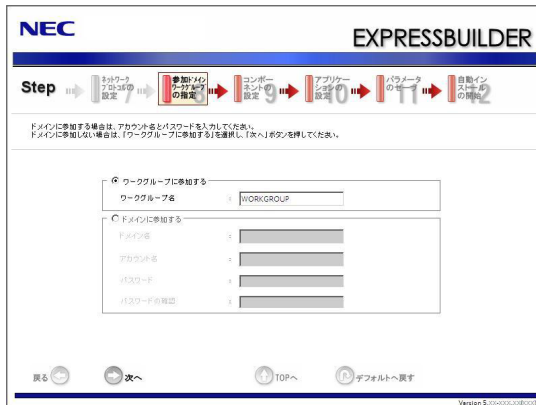 NEC
EXPRESSBUILDER
Step
ネットワーク
プロトコルの
設定
7
参加ドメイン
ワークグループ
の指定
8
コンポー
ネントの
設定
9
アプリケー
ションの
設定
10
パラメータ
のセーブ
11
自動イン
ストール
の開始
12
ドメインに参加する場合は、アカウント名とパスワードを入力してください。
ドメインに参加しない場合は、「ワークグループに参加する」を選択し、「次へ」ボタンを押してください。
ワークグループに参加する
ワークグループ名 : WORKGROUP
ドメインに参加する
ドメイン名 :
アカウント名 :
パスワード :
パスワードの確認 :
戻る
次へ
TOPへ
デフォルトへ戻す